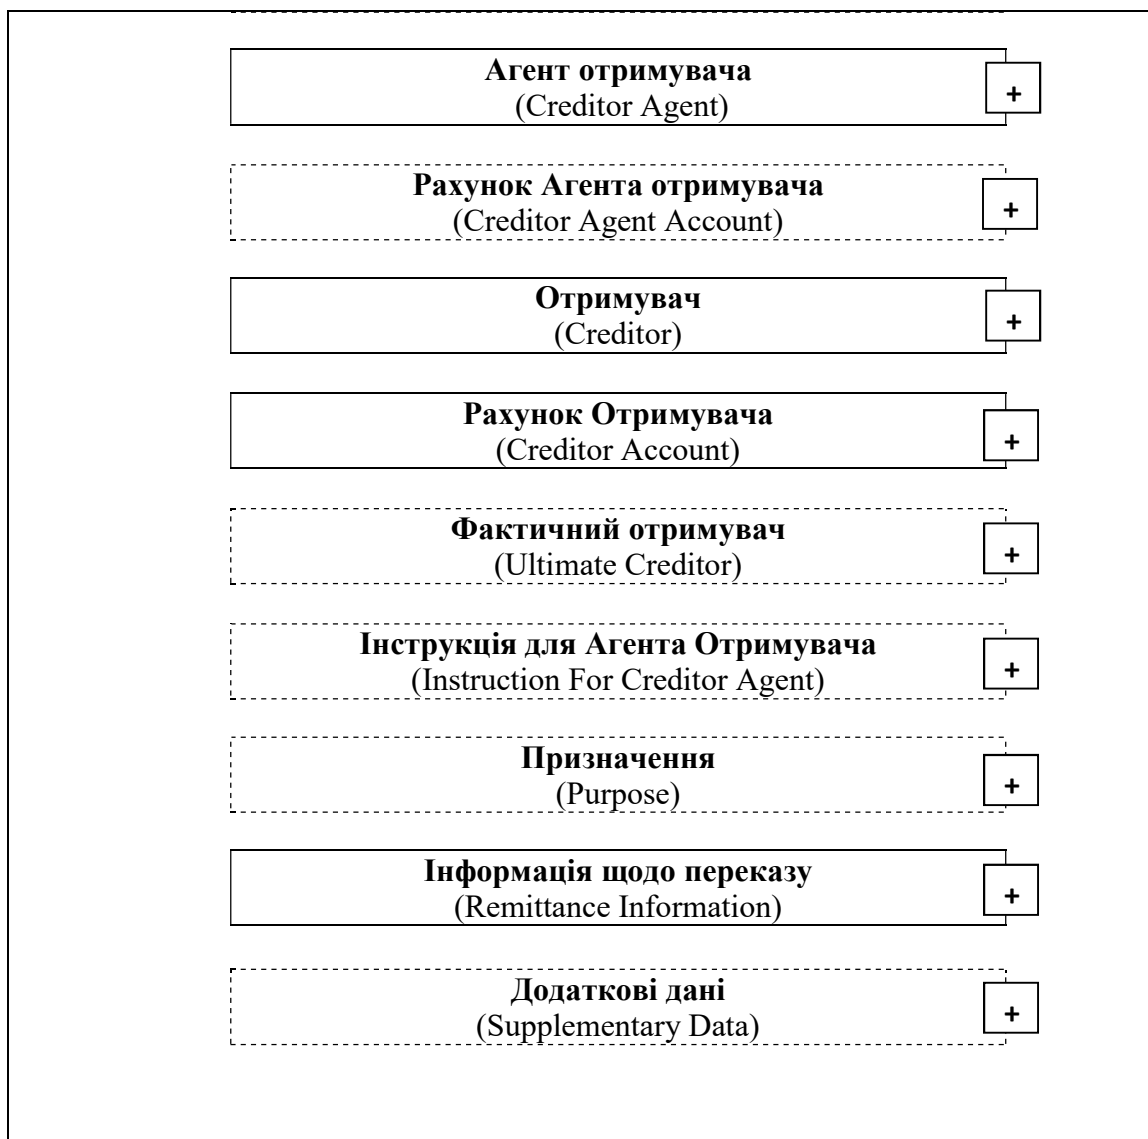 Агент отримувача
(Creditor Agent)
+
Рахунок Агента отримувача
(Creditor Agent Account)
+
Отримувач
(Creditor)
+
Рахунок Отримувача
(Creditor Account)
+
Фактичний отримувач
(Ultimate Creditor)
+
Інструкція для Агента Отримувача
(Instruction For Creditor Agent)
+
Призначення
(Purpose)
+
Інформація щодо переказу
(Remittance Information)
+
Додаткові дані
(Supplementary Data)
+